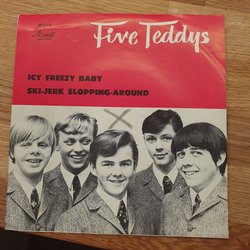 Five Teddys
ICY FREEZY BABY
SKI-JERK SLOPPING-AROUND